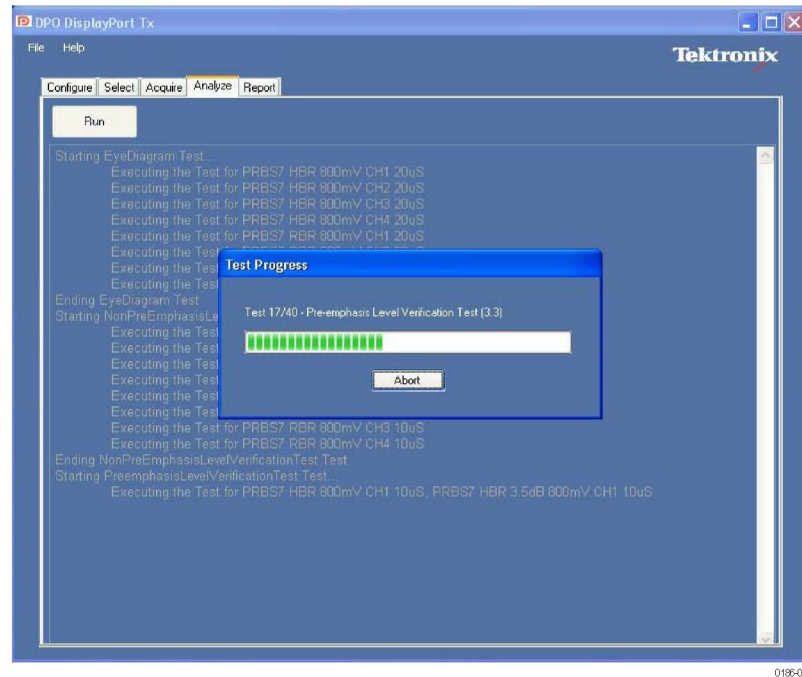 DPO DisplayPort Tx
File Help
Tektronix
Configure Select Acquire Analyze Report
Run
Starting EyeDiagram Test...
Executing the Test for PRBS7 HBR 800mV CH1 20uS
Executing the Test for PRBS7 HBR 800mV CH2 20uS
Executing the Test for PRBS7 HBR 800mV CH3 20uS
Executing the Test for PRBS7 HBR 800mV CH4 20uS
Executing the Test for PRBS7 RBR 800mV CH1 20uS
Executing the Test
Executing the Test
Executing the Test
Ending EyeDiagram Test
Starting NonPreEmphasisLe
Executing the Test
Executing the Test
Executing the Test
Executing the Test
Executing the Test
Executing the Test
Executing the Test for PRBS7 RBR 800mV CH3 10uS
Executing the Test for PRBS7 RBR 800mV CH4 10uS
Ending NonPreEmphasisLevelVerificationTest Test
Starting PreemphasisLevelVerificationTest Test...
Executing the Test for PRBS7 HBR 800mV CH1 10uS, PRBS7 HBR 3.5dB 800mV CH1 10uS
Test Progress
Test 17/40 - Pre-emphasis Level Verification Test (3.3)
Abort